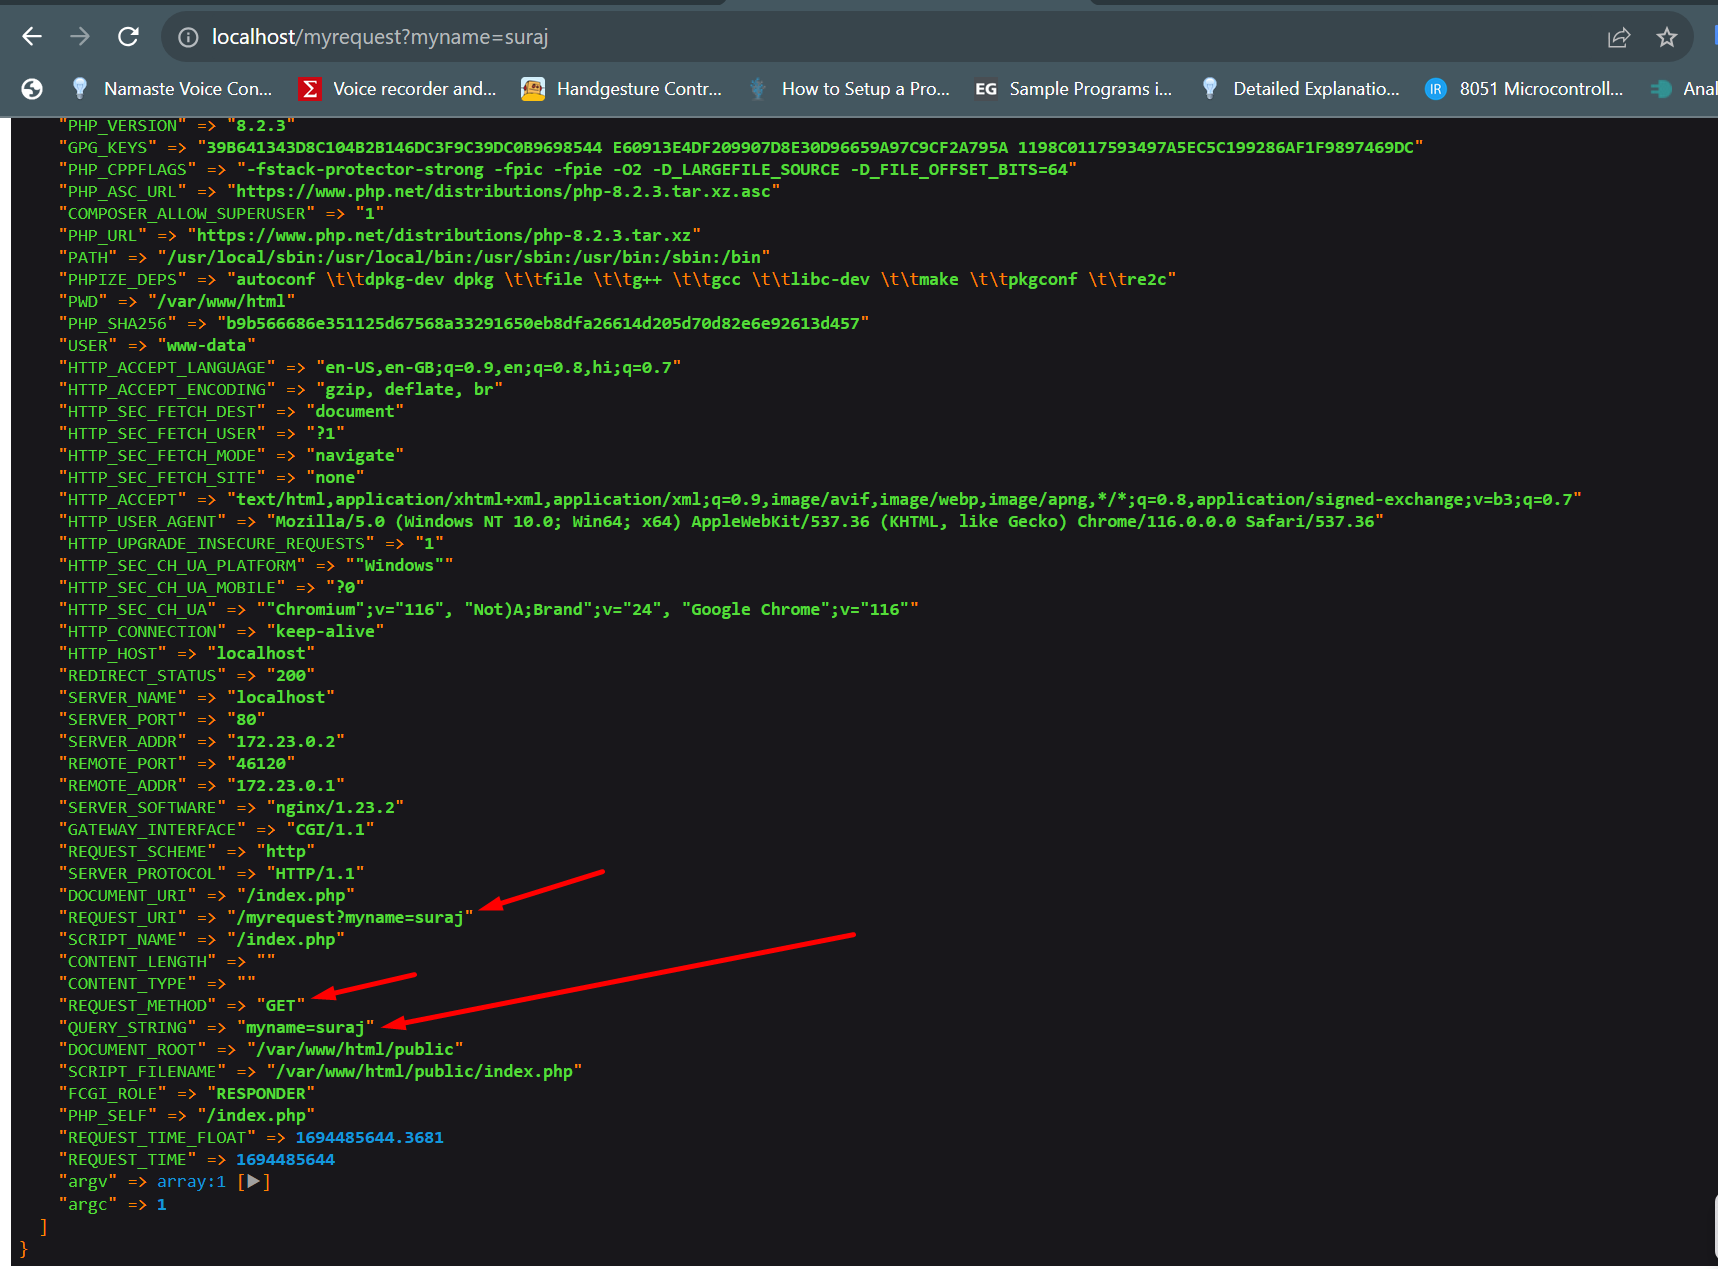 localhost/myrequest?myname=suraj
Namaste Voice Con... Voice recorder and... Handgesture Contr... How to Setup a Pro... EG Sample Programs i... Detailed Explanatio... IR 8051 Microcontroll... Anal
"PHP_VERSION" => "8.2.3"
"GPG_KEYS" => "39B641343D8C104B2B146DC3F9C39DC0B9698544 E60913E4DF209907D8E30D96659A97C9CF2A795A 1198C0117593497A5EC5C199286AF1F9897469DC"
"PHP_CPPFLAGS" => "-fstack-protector-strong -fpic -fpie -O2 -D_LARGEFILE_SOURCE -D_FILE_OFFSET_BITS=64"
"PHP_ASC_URL" => "https://www.php.net/distributions/php-8.2.3.tar.xz.asc"
"COMPOSER_ALLOW_SUPERUSER" => "1"
"PHP_URL" => "https://www.php.net/distributions/php-8.2.3.tar.xz"
"PATH" => "/usr/local/sbin:/usr/local/bin:/usr/sbin:/usr/bin:/sbin:/bin"
"PHPIZE_DEPS" => "autoconf \t\tdpkg-dev dpkg \t\tfile \t\tg++ \t\tgcc \t\tlibc-dev \t\tmake \t\tpkgconf \t\tre2c"
"PWD" => "/var/www/html"
"PHP_SHA256" => "b9b566686e351125d67568a33291650eb8dfa26614d205d70d82e6e92613d457"
"USER" => "www-data"
"HTTP_ACCEPT_LANGUAGE" => "en-US,en-GB;q=0.9,en;q=0.8,hi;q=0.7"
"HTTP_ACCEPT_ENCODING" => "gzip, deflate, br"
"HTTP_SEC_FETCH_DEST" => "document"
"HTTP_SEC_FETCH_USER" => "?1"
"HTTP_SEC_FETCH_MODE" => "navigate"
"HTTP_SEC_FETCH_SITE" => "none"
"HTTP_ACCEPT" => "text/html,application/xhtml+xml,application/xml;q=0.9,image/avif,image/webp,image/apng,*/*;q=0.8,application/signed-exchange;v=b3;q=0.7"
"HTTP_USER_AGENT" => "Mozilla/5.0 (Windows NT 10.0; Win64; x64) AppleWebKit/537.36 (KHTML, like Gecko) Chrome/116.0.0.0 Safari/537.36"
"HTTP_UPGRADE_INSECURE_REQUESTS" => "1"
"HTTP_SEC_CH_UA_PLATFORM" => ""Windows""
"HTTP_SEC_CH_UA_MOBILE" => "?0"
"HTTP_SEC_CH_UA" => ""Chromium";v="116", "Not)A;Brand";v="24", "Google Chrome";v="116""
"HTTP_CONNECTION" => "keep-alive"
"HTTP_HOST" => "localhost"
"REDIRECT_STATUS" => "200"
"SERVER_NAME" => "localhost"
"SERVER_PORT" => "80"
"SERVER_ADDR" => "172.23.0.2"
"REMOTE_PORT" => "46120"
"REMOTE_ADDR" => "172.23.0.1"
"SERVER_SOFTWARE" => "nginx/1.23.2"
"GATEWAY_INTERFACE" => "CGI/1.1"
"REQUEST_SCHEME" => "http"
"SERVER_PROTOCOL" => "HTTP/1.1"
"DOCUMENT_URI" => "/index.php"
"REQUEST_URI" => "/myrequest?myname=suraj"
"SCRIPT_NAME" => "/index.php"
"CONTENT_LENGTH" => ""
"CONTENT_TYPE" => ""
"REQUEST_METHOD" => "GET"
"QUERY_STRING" => "myname=suraj"
"DOCUMENT_ROOT" => "/var/www/html/public"
"SCRIPT_FILENAME" => "/var/www/html/public/index.php"
"FCGI_ROLE" => "RESPONDER"
"PHP_SELF" => "/index.php"
"REQUEST_TIME_FLOAT" => 1694485644.3681
"REQUEST_TIME" => 1694485644
"argv" => array:1 [▶]
"argc" => 1
]
}